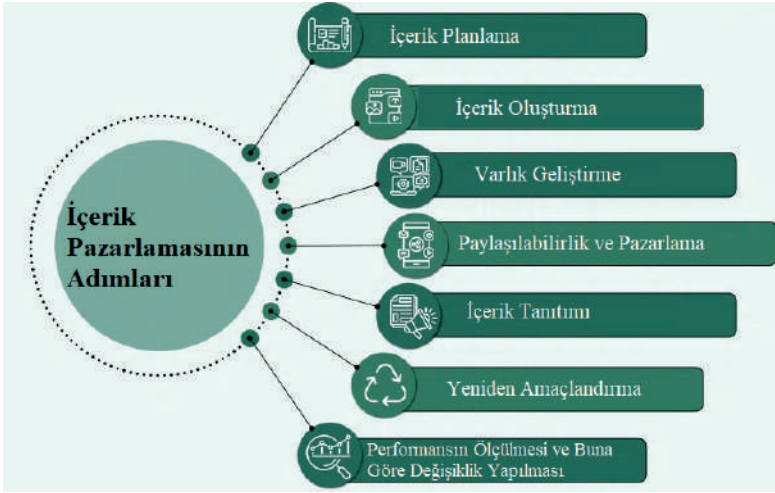 İçerik
Pazarlamasının
Adımları
İçerik Planlama
İçerik Oluşturma
Varlık Geliştirme
Paylaşılabilirlik ve Pazarlama
İçerik Tanıtımı
Yeniden Amaçlandırma
Performansın Ölçülmesi ve Buna
Göre Değişiklik Yapılması